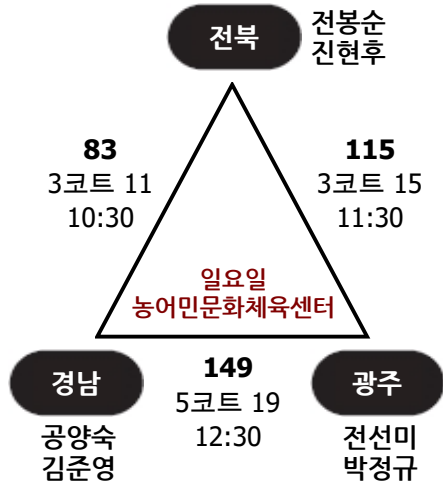 전북
전봉순
진현후
83
3코트 11
10:30
115
3코트 15
11:30
일요일
농어민문화체육센터
경남
149
5코트 19
12:30
광주
공양숙
김준영
전선미
박정규